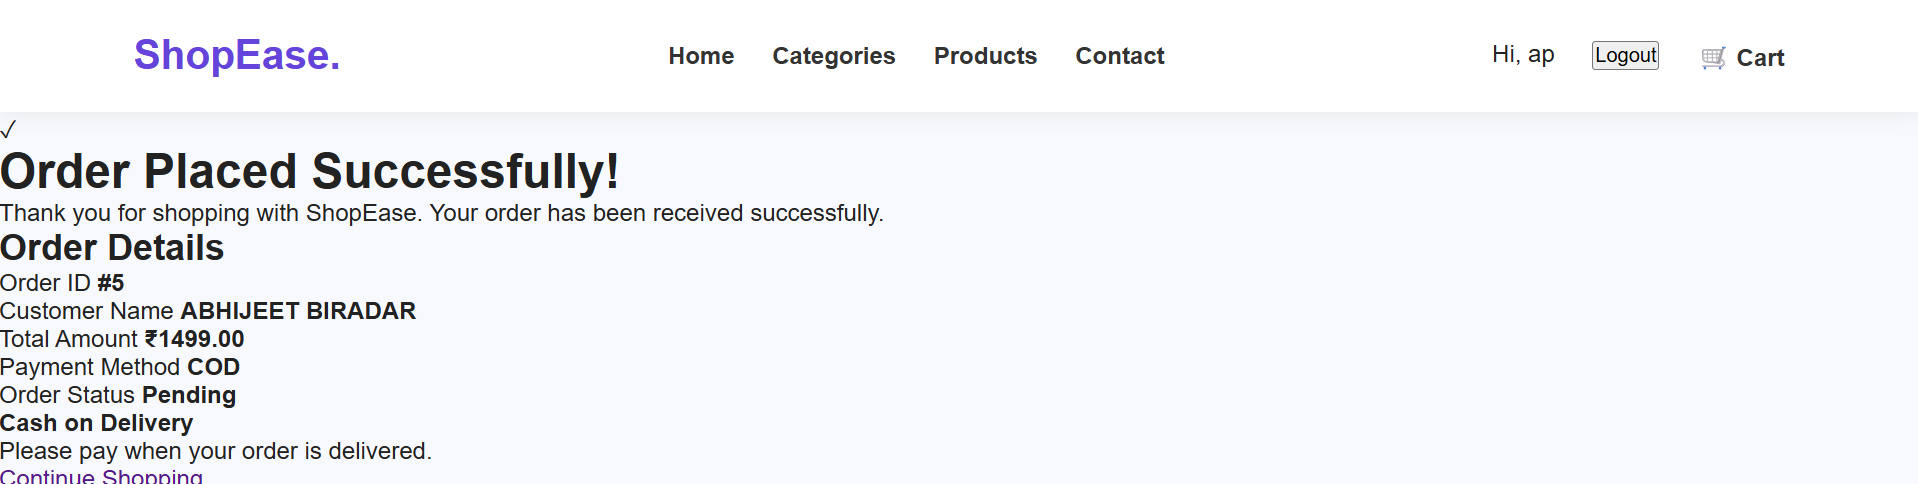 ShopEase. Home Categories Products Contact Hi, ap Logout 🛒 Cart
✓
Order Placed Successfully!
Thank you for shopping with ShopEase. Your order has been received successfully.
Order Details
Order ID #5
Customer Name ABHIJEET BIRADAR
Total Amount ₹1499.00
Payment Method COD
Order Status Pending
Cash on Delivery
Please pay when your order is delivered.
Continue Shopping